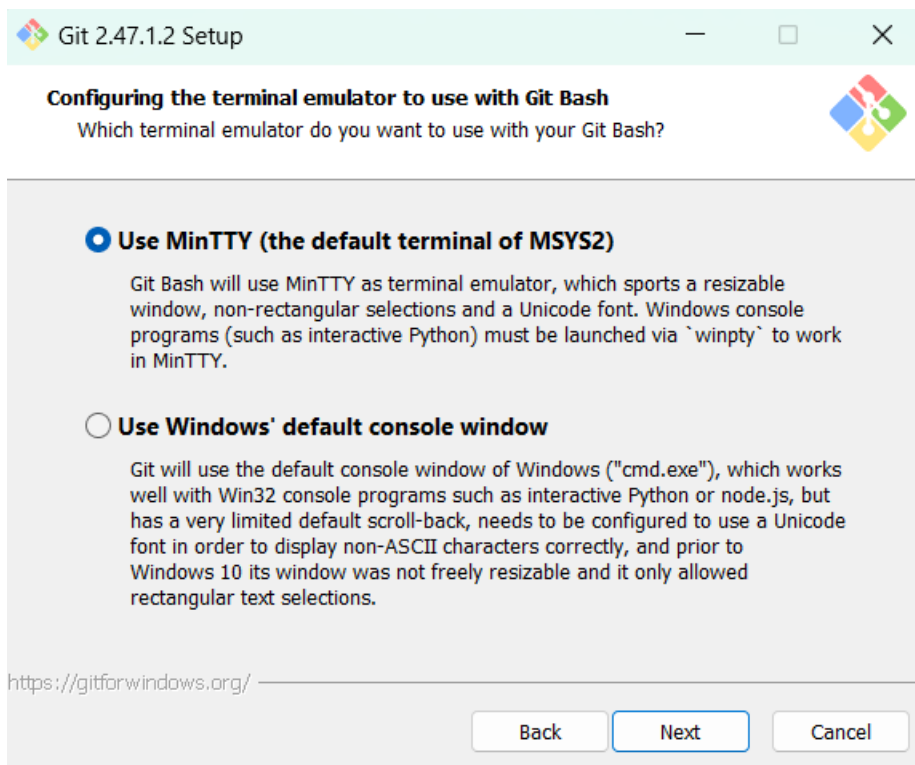 Git 2.47.1.2 Setup
Configuring the terminal emulator to use with Git Bash
Which terminal emulator do you want to use with your Git Bash?
Use MinTTY (the default terminal of MSYS2)
Git Bash will use MinTTY as terminal emulator, which sports a resizable
window, non-rectangular selections and a Unicode font. Windows console
programs (such as interactive Python) must be launched via `winpty` to work
in MinTTY.
Use Windows' default console window
Git will use the default console window of Windows ("cmd.exe"), which works
well with Win32 console programs such as interactive Python or node.js, but
has a very limited default scroll-back, needs to be configured to use a Unicode
font in order to display non-ASCII characters correctly, and prior to
Windows 10 its window was not freely resizable and it only allowed
rectangular text selections.
https://gitforwindows.org/
Back Next Cancel